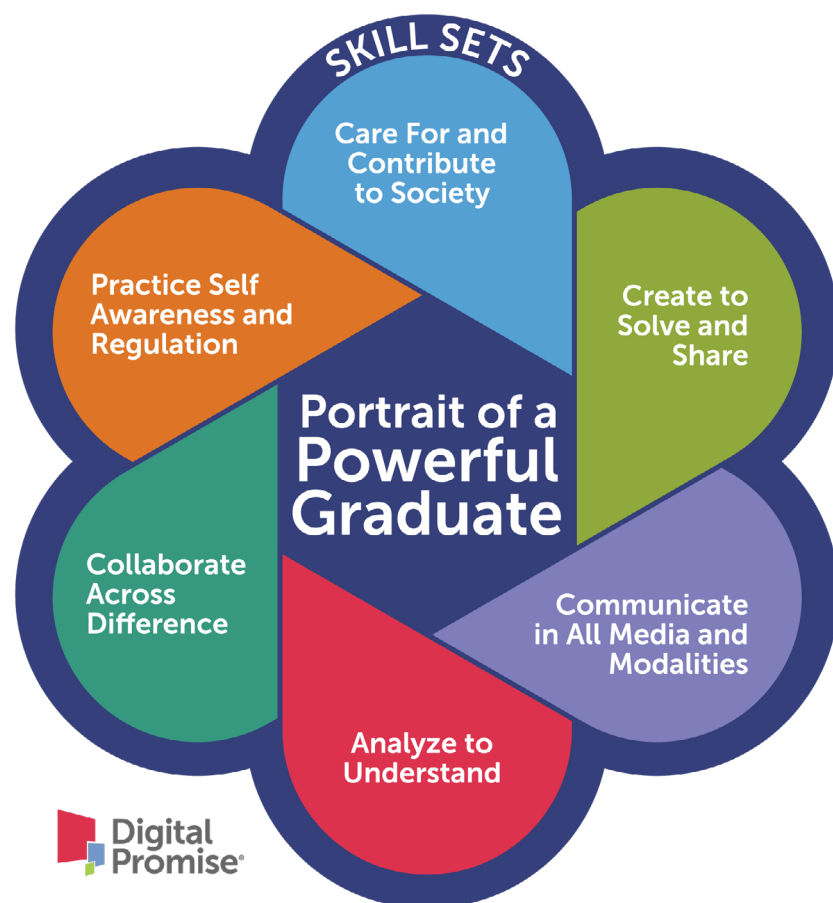 SKILL SETS
Care For and
Contribute
to Society
Practice Self
Awareness and
Regulation
Create to
Solve and
Share
Portrait of a
Powerful
Graduate
Collaborate
Across
Difference
Communicate
in All Media and
Modalities
Analyze to
Understand
Digital
Promise®